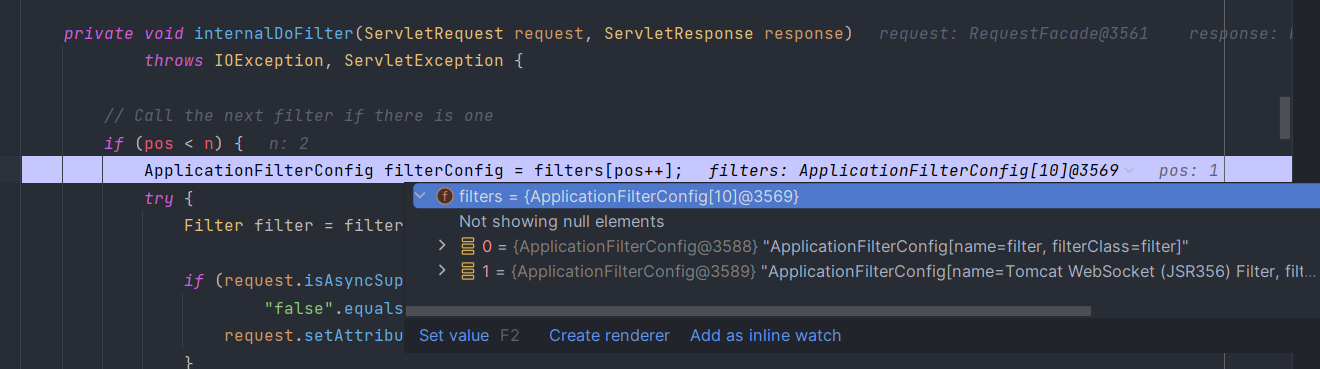 private void internalDoFilter(ServletRequest request, ServletResponse response) request: RequestFacade@3561 response:
throws IOException, ServletException {
// Call the next filter if there is one
if (pos < n) { n: 2
ApplicationFilterConfig filterConfig = filters[pos++]; filters: ApplicationFilterConfig[10]@3569 pos: 1
try {
f filters = {ApplicationFilterConfig[10]@3569}
Filter filter = filter
Not showing null elements
0 = {ApplicationFilterConfig@3588} "ApplicationFilterConfig[name=filter, filterClass=filter]"
1 = {ApplicationFilterConfig@3589} "ApplicationFilterConfig[name=Tomcat WebSocket (JSR356) Filter, filt...
if (request.isAsyncSup
"false".equals
request.setAttribu
}
Set value F2 Create renderer Add as inline watch